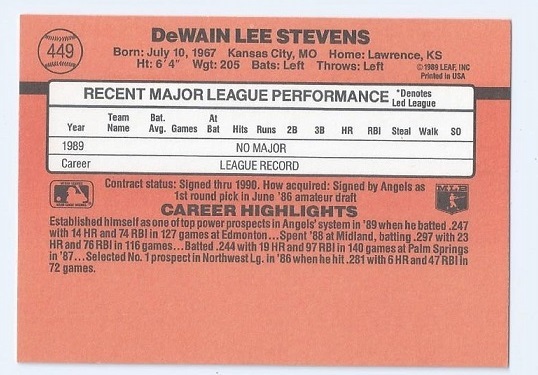 449
DeWAIN LEE STEVENS
Born: July 10, 1967 Kansas City, MO Home: Lawrence, KS
Ht: 6'4" Wgt: 205 Bats: Left Throws: Left
©1989 LEAF, INC
Printed in USA
RECENT MAJOR LEAGUE PERFORMANCE *Denotes Led League
Year Team Name Bat. Avg. Games At Bat Hits Runs 2B 3B HR RBI Steal Walk SO
1989 NO MAJOR
Career LEAGUE RECORD
Contract status: Signed thru 1990. How acquired: Signed by Angels as
1st round pick in June '86 amateur draft
MLB
CAREER HIGHLIGHTS
Established himself as one of top power prospects in Angels' system in '89 when he batted .247
with 14 HR and 74 RBI in 127 games at Edmonton...Spent '88 at Midland, batting .297 with 23
HR and 76 RBI in 116 games...Batted .244 with 19 HR and 97 RBI in 140 games at Palm Springs
in '87...Selected No. 1 prospect in Northwest Lg. in '86 when he hit .281 with 6 HR and 47 RBI in
72 games.